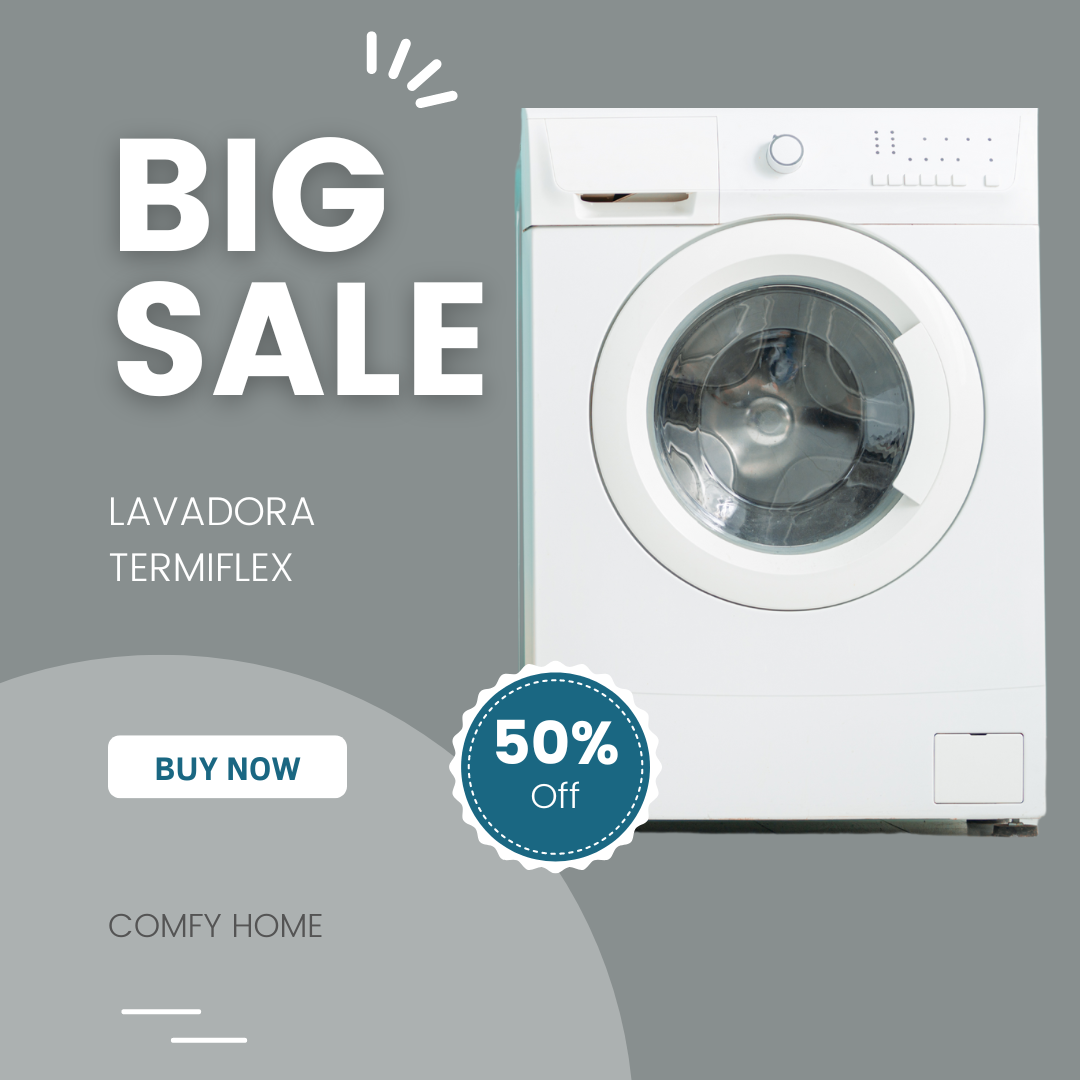 BIG
SALE
LAVADORA
TERMIFLEX
50%
Off
BUY NOW
COMFY HOME